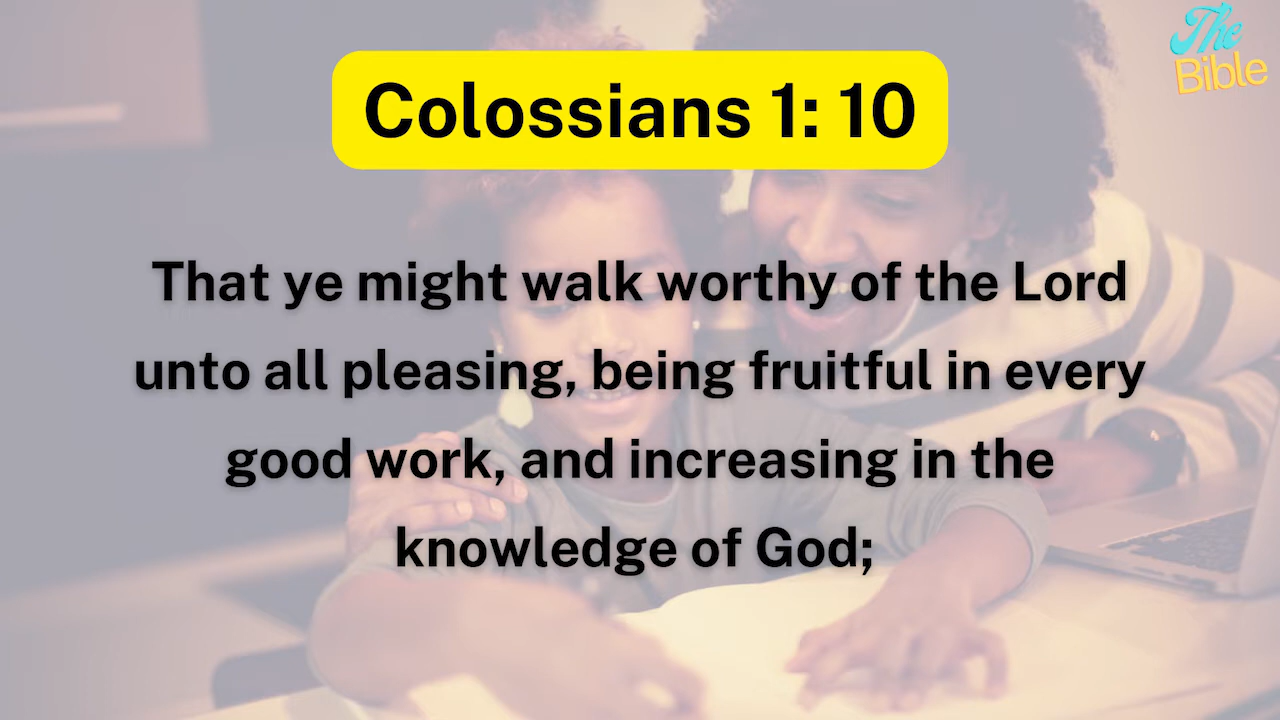 The
Bible
Colossians 1: 10
That ye might walk worthy of the Lord
unto all pleasing, being fruitful in every
good work, and increasing in the
knowledge of God;